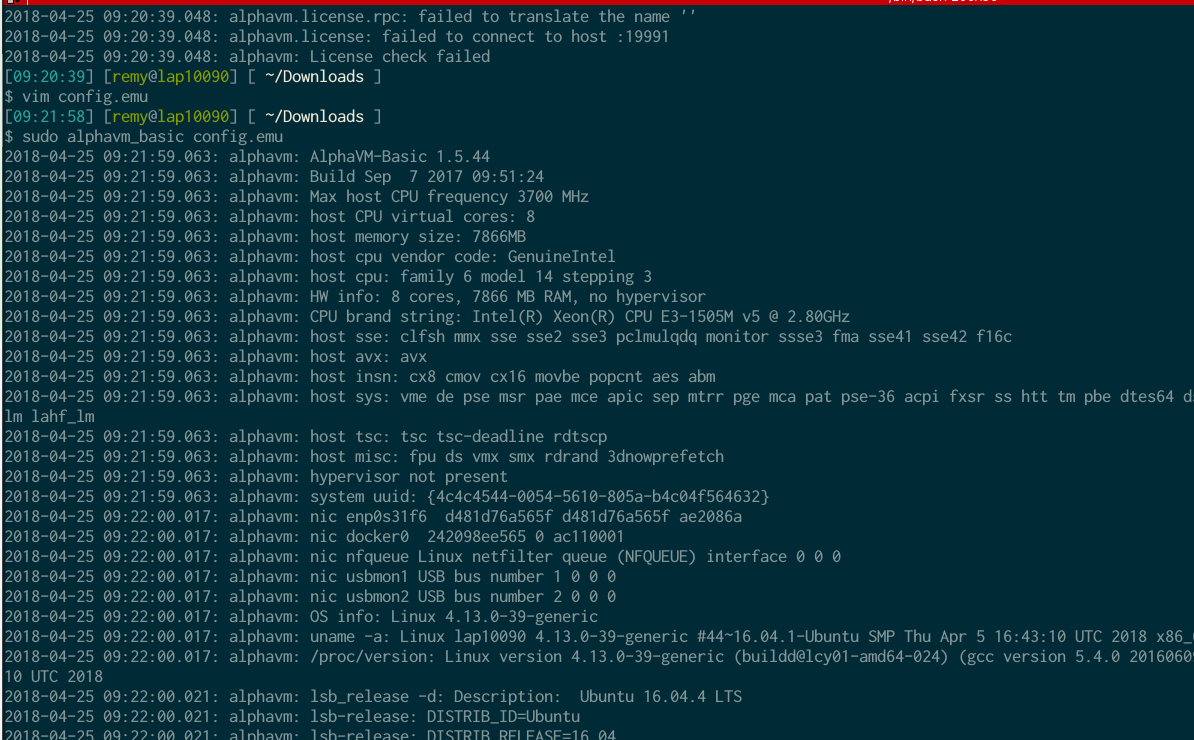 2018-04-25 09:20:39.048: alphavm.license.rpc: failed to translate the name ''
2018-04-25 09:20:39.048: alphavm.license: failed to connect to host :19991
2018-04-25 09:20:39.048: alphavm: License check failed
[09:20:39] [remy@lap10090] [ ~/Downloads ]
$ vim config.emu
[09:21:58] [remy@lap10090] [ ~/Downloads ]
$ sudo alphavm_basic config.emu
2018-04-25 09:21:59.063: alphavm: AlphaVM-Basic 1.5.44
2018-04-25 09:21:59.063: alphavm: Build Sep  7 2017 09:51:24
2018-04-25 09:21:59.063: alphavm: Max host CPU frequency 3700 MHz
2018-04-25 09:21:59.063: alphavm: host CPU virtual cores: 8
2018-04-25 09:21:59.063: alphavm: host memory size: 7866MB
2018-04-25 09:21:59.063: alphavm: host cpu vendor code: GenuineIntel
2018-04-25 09:21:59.063: alphavm: host cpu: family 6 model 14 stepping 3
2018-04-25 09:21:59.063: alphavm: HW info: 8 cores, 7866 MB RAM, no hypervisor
2018-04-25 09:21:59.063: alphavm: CPU brand string: Intel(R) Xeon(R) CPU E3-1505M v5 @ 2.80GHz
2018-04-25 09:21:59.063: alphavm: host sse: clfsh mmx sse sse2 sse3 pclmulqdq monitor ssse3 fma sse41 sse42 f16c
2018-04-25 09:21:59.063: alphavm: host avx: avx
2018-04-25 09:21:59.063: alphavm: host insn: cx8 cmov cx16 movbe popcnt aes abm
2018-04-25 09:21:59.063: alphavm: host sys: vme de pse msr pae mce apic sep mtrr pge mca pat pse-36 acpi fxsr ss htt tm pbe dtes64
lm lahf_lm
2018-04-25 09:21:59.063: alphavm: host tsc: tsc tsc-deadline rdtscp
2018-04-25 09:21:59.063: alphavm: host misc: fpu ds vmx smx rdrand 3dnowprefetch
2018-04-25 09:21:59.063: alphavm: hypervisor not present
2018-04-25 09:21:59.063: alphavm: system uuid: {4c4c4544-0054-5610-805a-b4c04f564632}
2018-04-25 09:22:00.017: alphavm: nic enp0s31f6  d481d76a565f d481d76a565f ae2086a
2018-04-25 09:22:00.017: alphavm: nic docker0  242098ee565 0 ac110001
2018-04-25 09:22:00.017: alphavm: nic nfqueue Linux netfilter queue (NFQUEUE) interface 0 0 0
2018-04-25 09:22:00.017: alphavm: nic usbmon1 USB bus number 1 0 0 0
2018-04-25 09:22:00.017: alphavm: nic usbmon2 USB bus number 2 0 0 0
2018-04-25 09:22:00.017: alphavm: OS info: Linux 4.13.0-39-generic
2018-04-25 09:22:00.017: alphavm: uname -a: Linux lap10090 4.13.0-39-generic #44~16.04.1-Ubuntu SMP Thu Apr 5 16:43:10 UTC 2018
2018-04-25 09:22:00.017: alphavm: /proc/version: Linux version 4.13.0-39-generic (buildd@lcy01-amd64-024) (gcc version 5.4.0 20160609
10 UTC 2018
2018-04-25 09:22:00.021: alphavm: lsb_release -d: Description:  Ubuntu 16.04.4 LTS
2018-04-25 09:22:00.021: alphavm: lsb-release: DISTRIB_ID=Ubuntu
2018-04-25 09:22:00.021: alphavm: lsb-release: DISTRIB_RELEASE=16.04